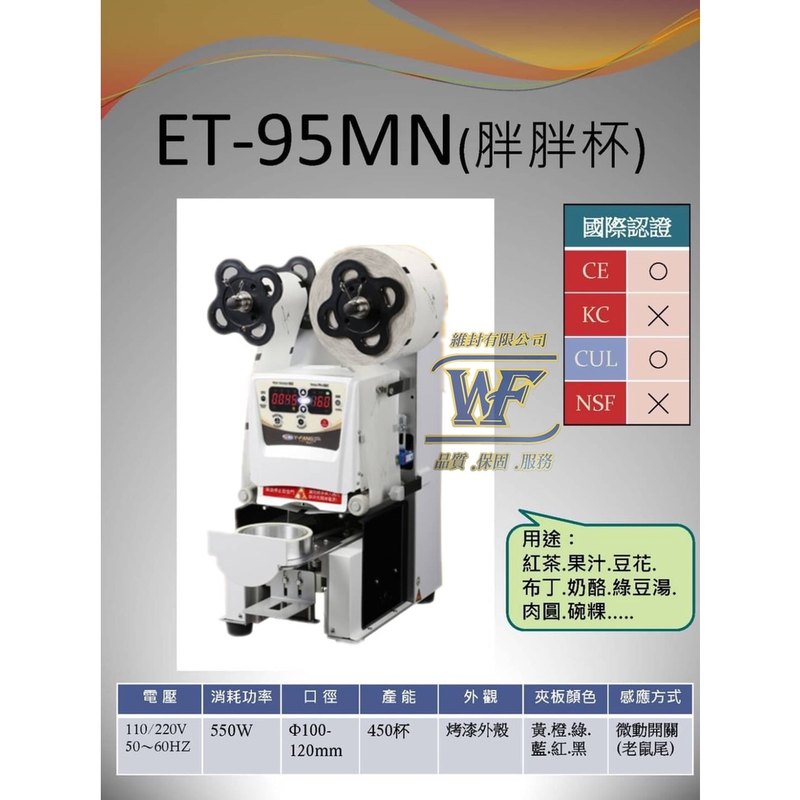 ET-95MN(胖胖杯)
國際認證
CE ○
KC ×
CUL ○
NSF ×
維封有限公司
WF
品質.保固.服務
0045 160
YI-FANG
用途：
紅茶.果汁.豆花.
布丁.奶酪.綠豆湯.
肉圓.碗粿.....
電 壓 消耗功率 口 徑 產 能 外 觀 夾板顏色 感應方式
110/220V 550W Φ100- 450杯 烤漆外殼 黃.橙.綠. 微動開關
50～60HZ 120mm 藍.紅.黑 (老鼠尾)